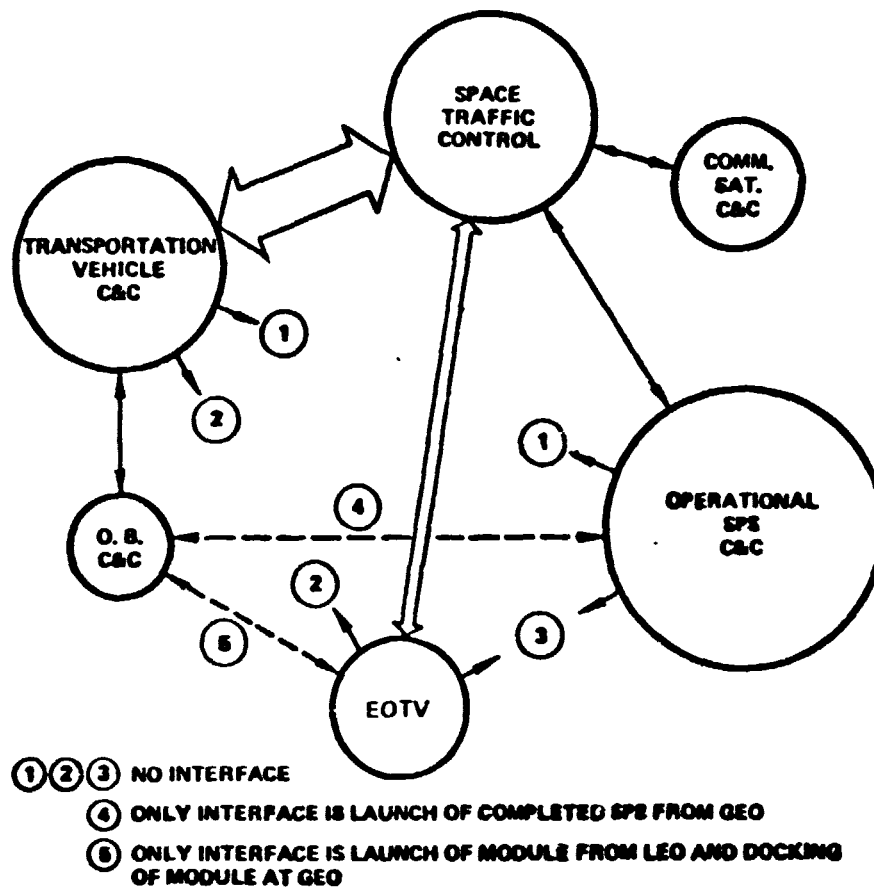 SPACE
TRAFFIC
CONTROL
COMM.
SAT.
C&C
TRANSPORTATION
VEHICLE
C&C
1
2
1
OPERATIONAL
SPS
C&C
4
O. B.
C&C
2
5
3
EOTV
1 2 3 NO INTERFACE
4 ONLY INTERFACE IS LAUNCH OF COMPLETED SPS FROM GEO
5 ONLY INTERFACE IS LAUNCH OF MODULE FROM LEO AND DOCKING
OF MODULE AT GEO